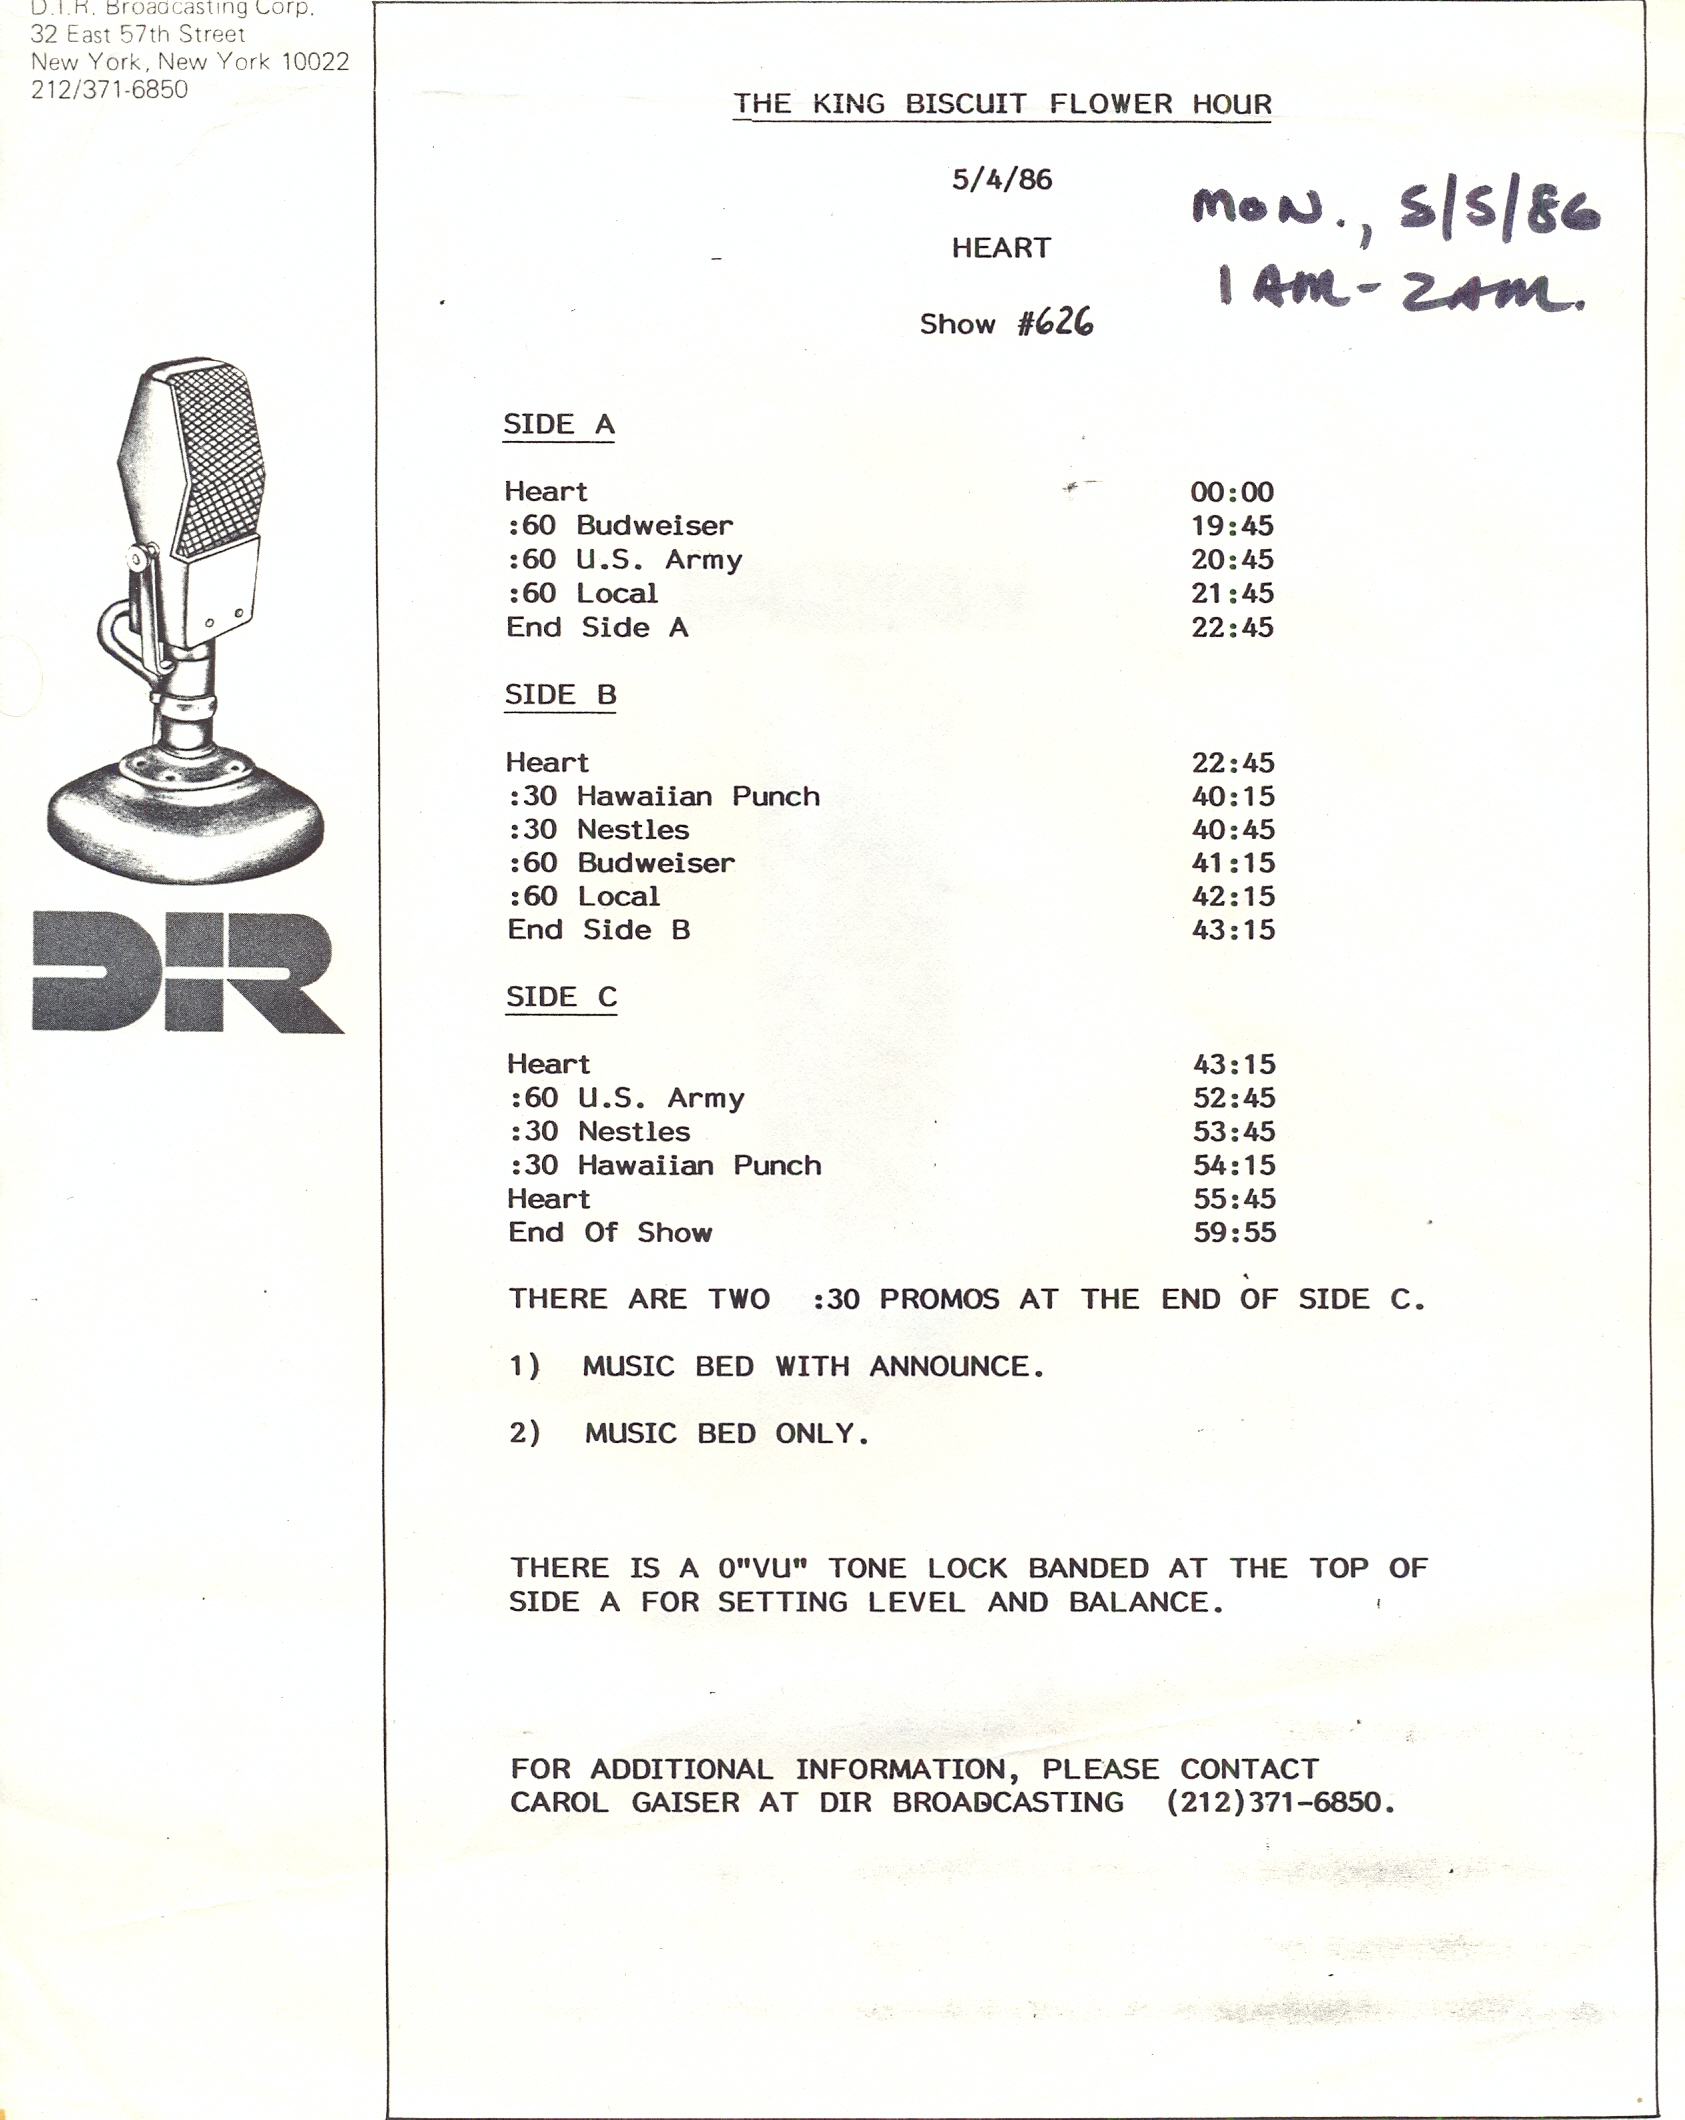 D.I.R. Broadcasting Corp.
32 East 57th Street
New York, New York 10022
212/371-6850
DIR
THE KING BISCUIT FLOWER HOUR
5/4/86
HEART
Show #626
MON., 5/5/86
1AM-2AM.
SIDE A
Heart 00:00
:60 Budweiser 19:45
:60 U.S. Army 20:45
:60 Local 21:45
End Side A 22:45
SIDE B
Heart 22:45
:30 Hawaiian Punch 40:15
:30 Nestles 40:45
:60 Budweiser 41:15
:60 Local 42:15
End Side B 43:15
SIDE C
Heart 43:15
:60 U.S. Army 52:45
:30 Nestles 53:45
:30 Hawaiian Punch 54:15
Heart 55:45
End Of Show 59:55
THERE ARE TWO :30 PROMOS AT THE END OF SIDE C.
1) MUSIC BED WITH ANNOUNCE.
2) MUSIC BED ONLY.
THERE IS A 0"VU" TONE LOCK BANDED AT THE TOP OF
SIDE A FOR SETTING LEVEL AND BALANCE.
FOR ADDITIONAL INFORMATION, PLEASE CONTACT
CAROL GAISER AT DIR BROADCASTING (212)371-6850.